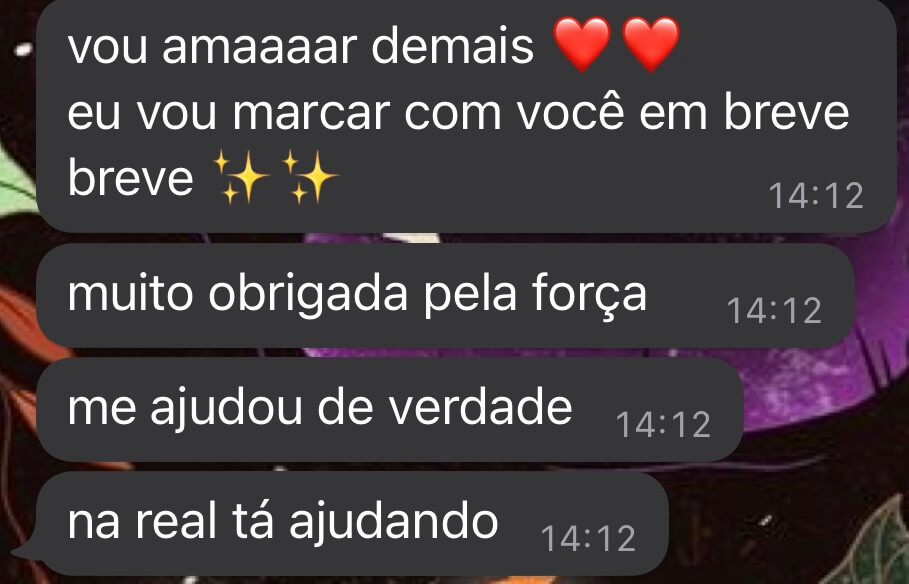 vou amaaaar demais ❤️❤️
eu vou marcar com você em breve
breve ✨✨
14:12
muito obrigada pela força 14:12
me ajudou de verdade 14:12
na real tá ajudando 14:12